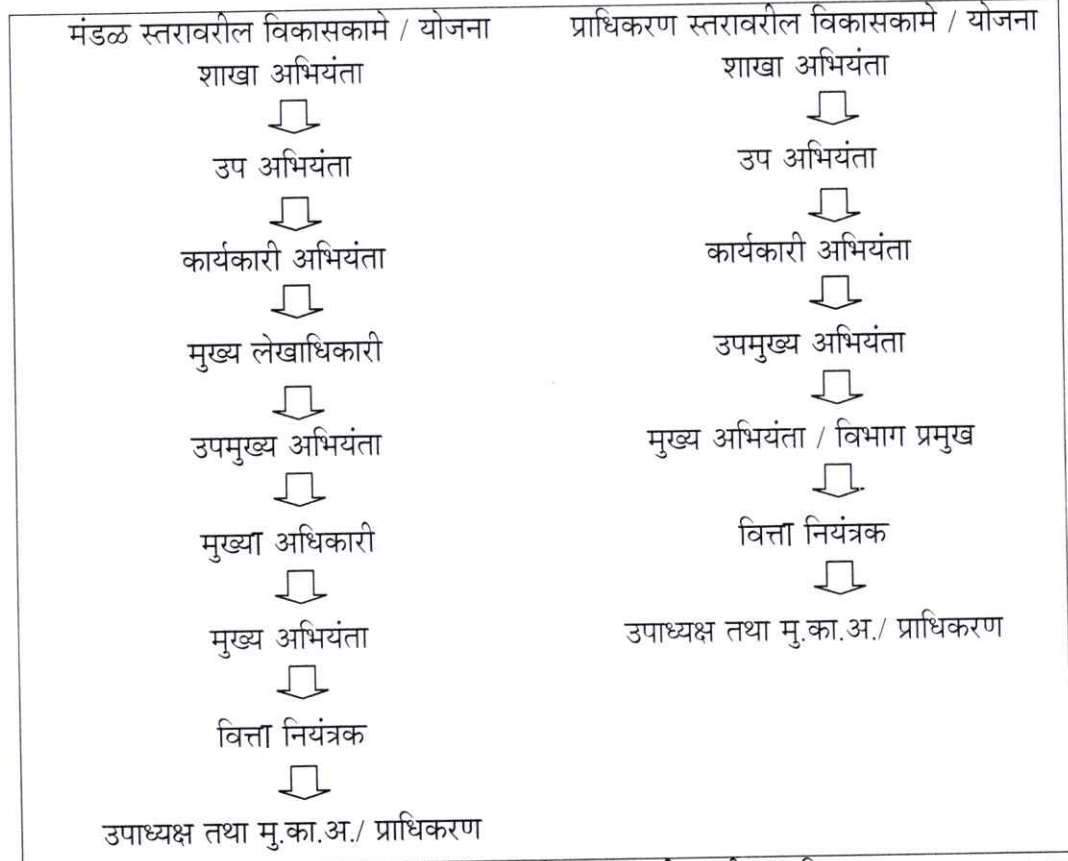 मंडळ स्तरावरील विकासकामे / योजना
शाखा अभियंता
उप अभियंता
कार्यकारी अभियंता
मुख्य लेखाधिकारी
उपमुख्य अभियंता
मुख्या अधिकारी
मुख्य अभियंता
वित्ता नियंत्रक
उपाध्यक्ष तथा मु.का.अ./ प्राधिकरण
प्राधिकरण स्तरावरील विकासकामे / योजना
शाखा अभियंता
उप अभियंता
कार्यकारी अभियंता
उपमुख्य अभियंता
मुख्य अभियंता / विभाग प्रमुख
वित्ता नियंत्रक
उपाध्यक्ष तथा मु.का.अ./ प्राधिकरण